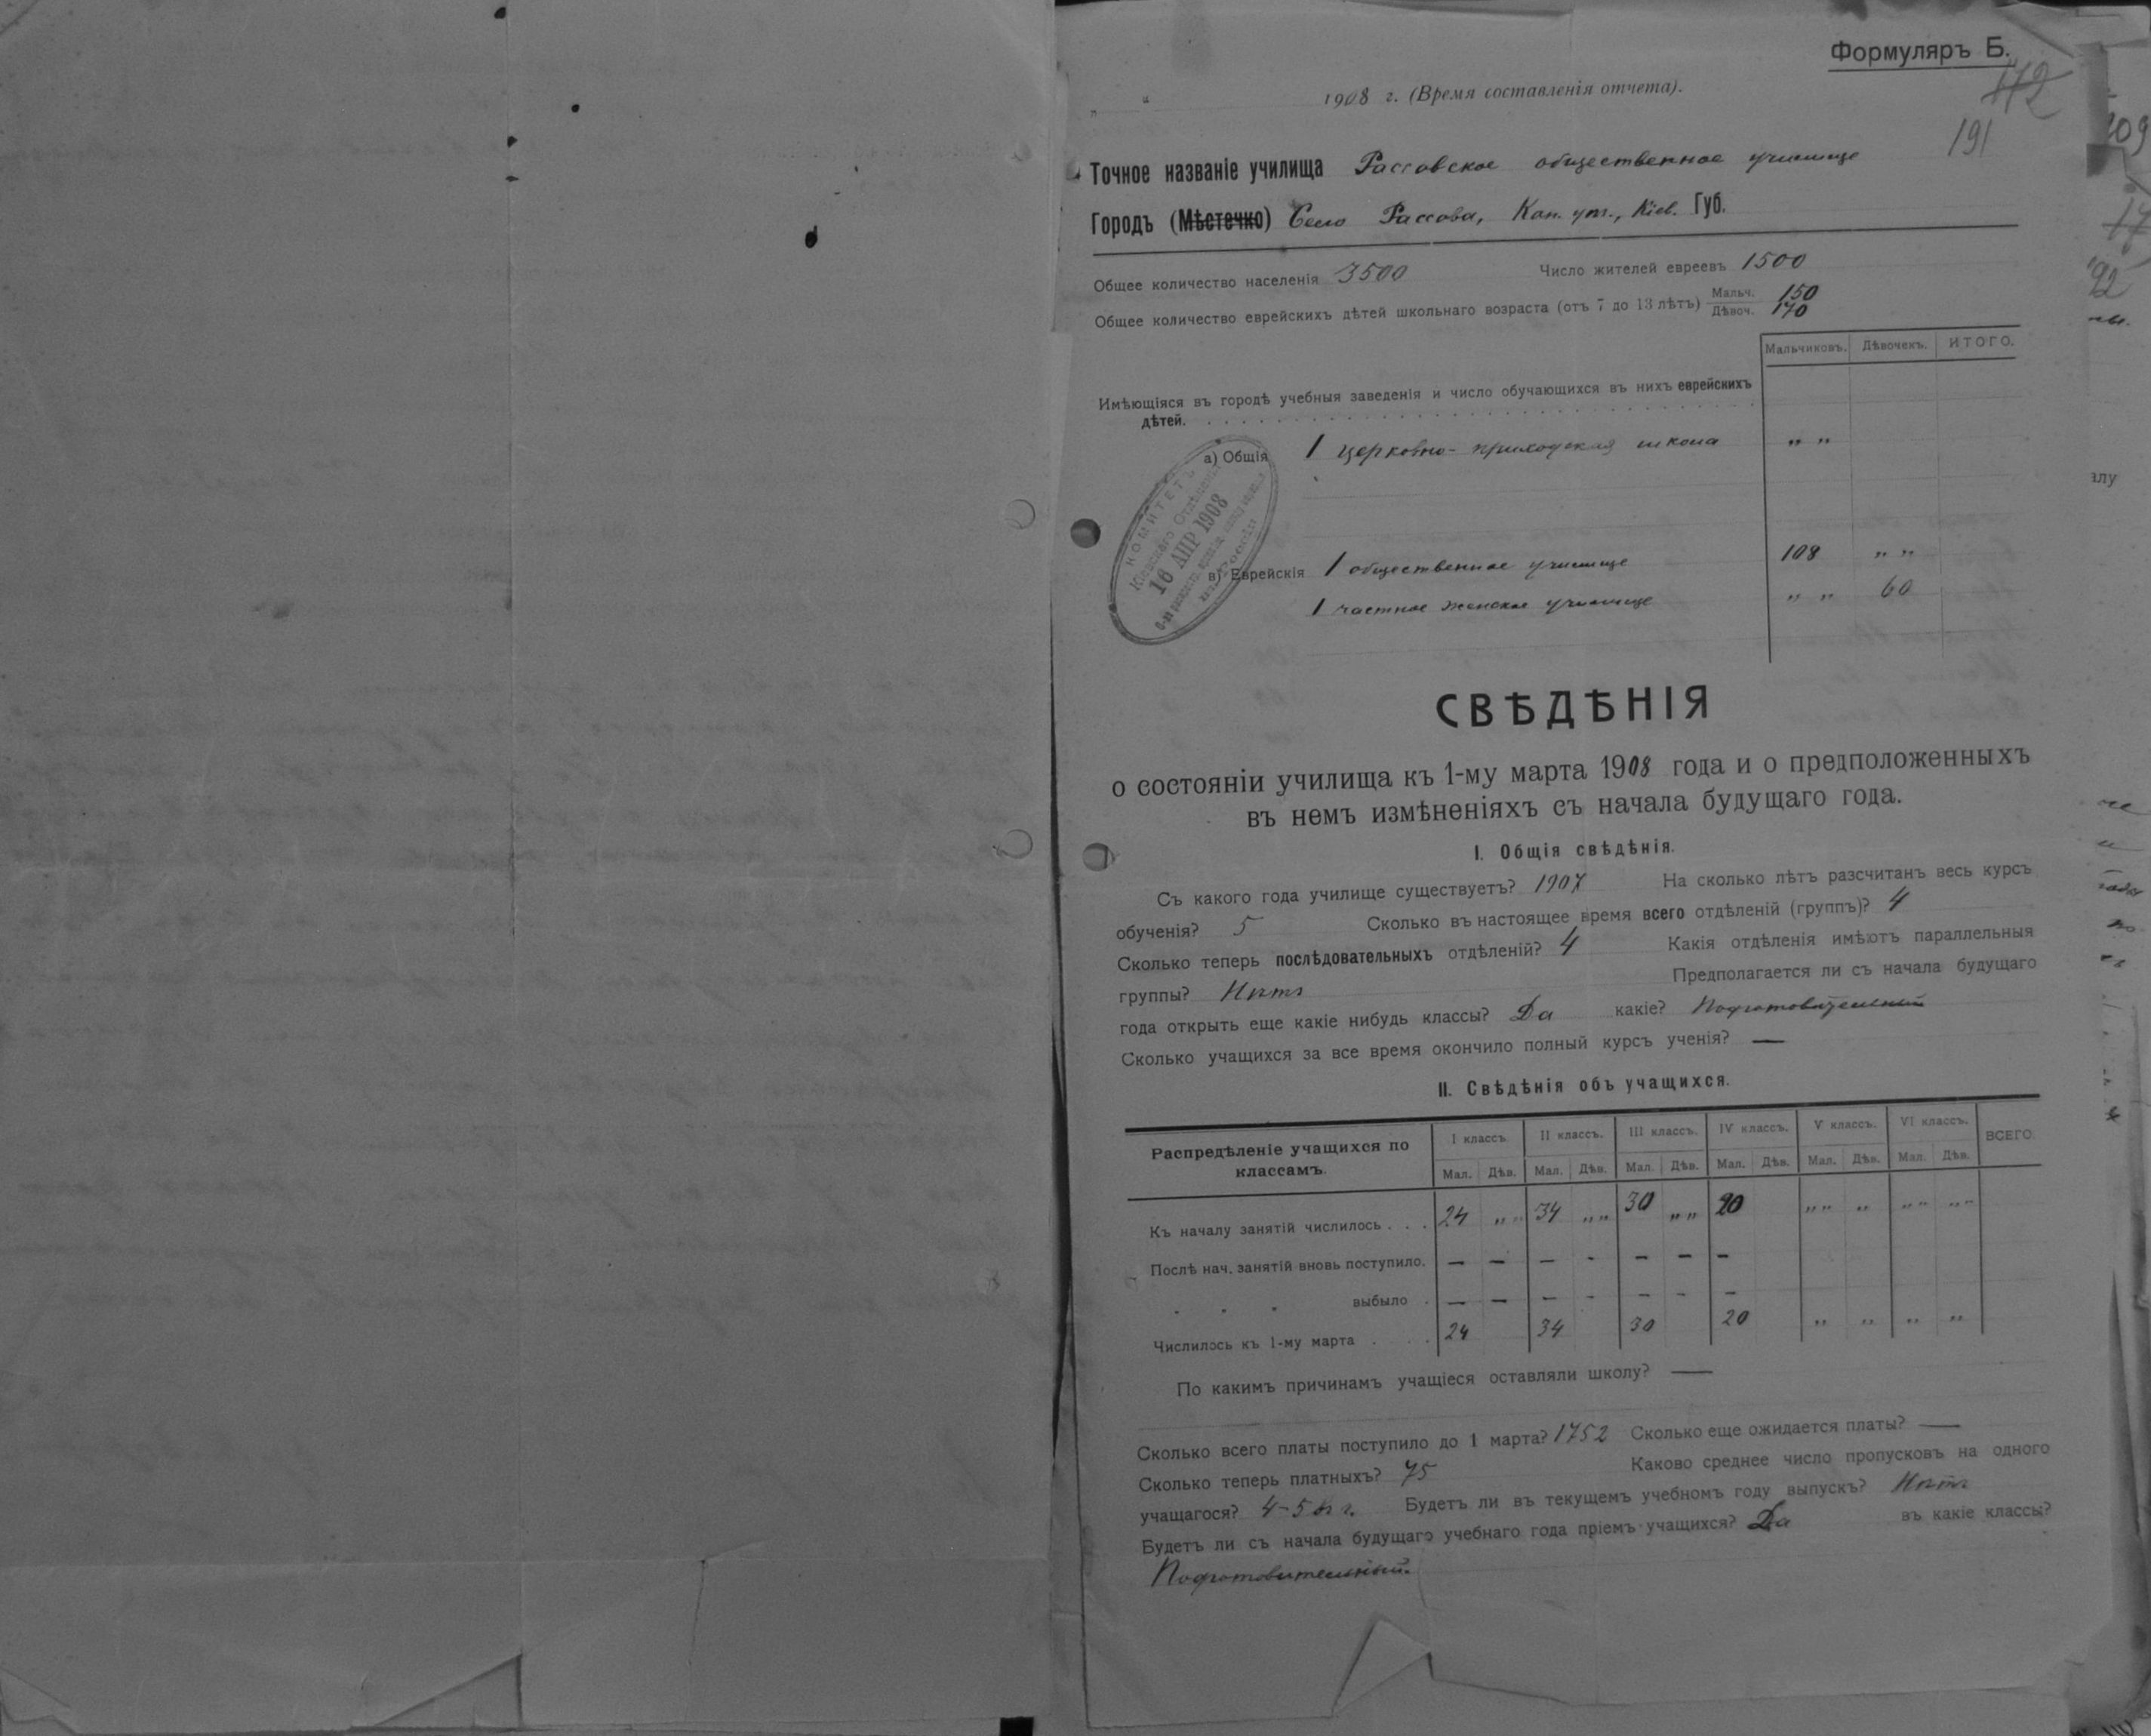 Формуляръ Б.
172
1908 г. (Время составленія отчета).
191
Точное названіе училища Рассовское общественное училище
Городъ (Мѣстечко) Село Рассова, Кан. ует., Кіев. Губ.
Общее количество населенія 3500 Число жителей евреевъ 1500
Общее количество еврейскихъ дѣтей школьнаго возраста (отъ 7 до 13 лѣтъ) Мальч. 150
Дѣвоч. 170
Мальчиковъ. Дѣвочекъ. ИТОГО.
Имѣющіяся въ городѣ учебныя заведенія и число обучающихся въ нихъ еврейскихъ
дѣтей.
а) Общія 1 церковно-приходская школа „ „
КОМИТЕТЪ
Кіевскаго Отдѣленія
16 АПР 1908
въ Россіи
в) Еврейскія 1 общественное училище 108 „ „
1 частное женское училище „ „ 60
СВѢДѢНІЯ
о состояніи училища къ 1-му марта 1908 года и о предположенныхъ
въ немъ измѣненіяхъ съ начала будущаго года.
I. Общія свѣдѣнія.
Съ какого года училище существуетъ? 1907 На сколько лѣтъ разсчитанъ весь курсъ
обученія? 5 Сколько въ настоящее время всего отдѣленій (группъ)? 4
Сколько теперь послѣдовательныхъ отдѣленій? 4 Какія отдѣленія имѣютъ параллельныя
группы? Нѣтъ Предполагается ли съ начала будущаго
года открыть еще какіе нибудь классы? Да какіе? Подготовительный
Сколько учащихся за все время окончило полный курсъ ученія? —
II. Свѣдѣнія объ учащихся.
Распредѣленіе учащихся по классамъ. I классъ. II классъ. III классъ. IV классъ. V классъ. VI классъ. ВСЕГО.
Мал. Дѣв. Мал. Дѣв. Мал. Дѣв. Мал. Дѣв. Мал. Дѣв. Мал. Дѣв.
Къ началу занятій числилось . . . 24 „ „ 34 „ „ 30 „ „ 20 „ „ „ „ „ „ „
Послѣ нач. занятій вновь поступило. — — — - — — —
„ „ „ выбыло . — — — - — - —
Числилось къ 1-му марта . . . 24 34 30 20 „ „ „ „
По какимъ причинамъ учащіеся оставляли школу? —
Сколько всего платы поступило до 1 марта? 1752 Сколько еще ожидается платы? —
Сколько теперь платныхъ? 75 Каково среднее число пропусковъ на одного
учащагося? 4-5 в г. Будетъ ли въ текущемъ учебномъ году выпускъ? Нѣтъ
Будетъ ли съ начала будущаго учебнаго года пріемъ учащихся? Да въ какіе классы?
Подготовительный.